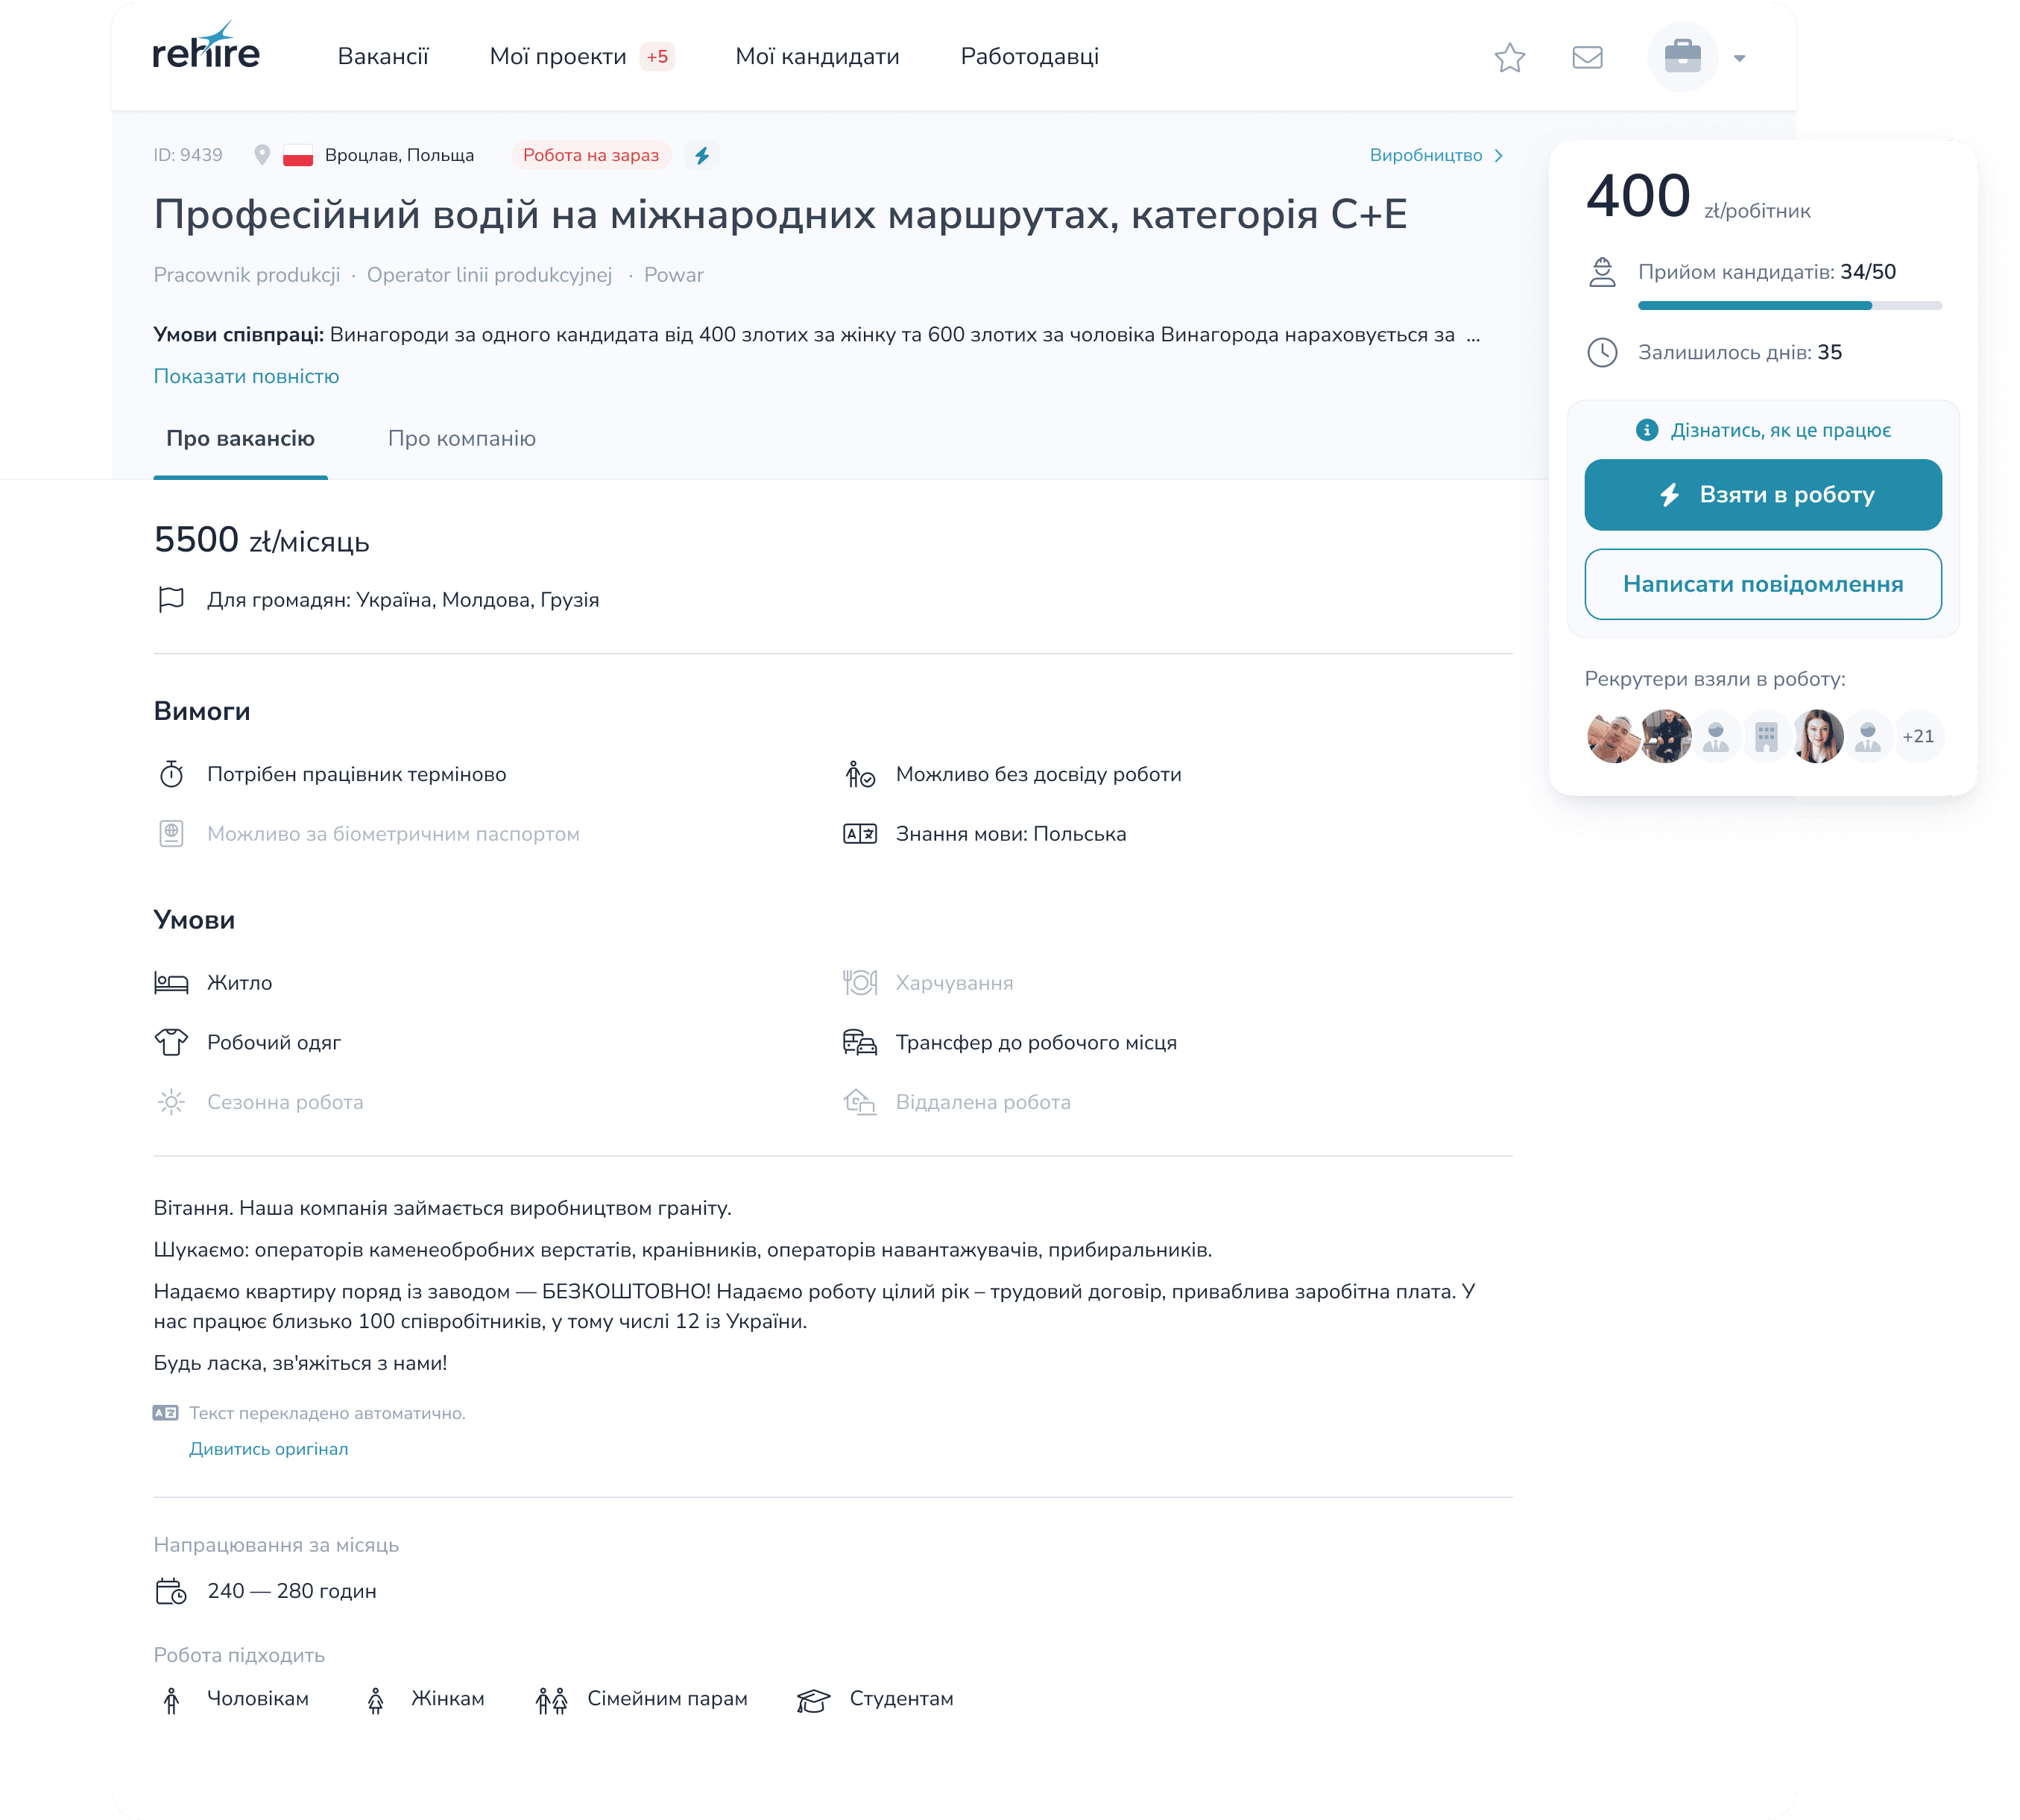 rehire
Вакансії
Мої проекти +5
Мої кандидати
Работодавці
ID: 9439 Вроцлав, Польща Робота на зараз Виробництво
Професійний водій на міжнародних маршрутах, категорія C+E
Pracownik produkcji · Operator linii produkcyjnej · Powar
Умови співпраці: Винагороди за одного кандидата від 400 злотих за жінку та 600 злотих за чоловіка Винагорода нараховується за ...
Показати повністю
Про вакансію Про компанію
400 zł/робітник
Прийом кандидатів: 34/50
Залишилось днів: 35
Дізнатись, як це працює
Взяти в роботу
Написати повідомлення
Рекрутери взяли в роботу:
+21
5500 zł/місяць
Для громадян: Україна, Молдова, Грузія
Вимоги
Потрібен працівник терміново
Можливо без досвіду роботи
Можливо за біометричним паспортом
Знання мови: Польська
Умови
Житло
Харчування
Робочий одяг
Трансфер до робочого місця
Сезонна робота
Віддалена робота
Вітання. Наша компанія займається виробництвом граніту.
Шукаємо: операторів каменеобробних верстатів, кранівників, операторів навантажувачів, прибиральників.
Надаємо квартиру поряд із заводом — БЕЗКОШТОВНО! Надаємо роботу цілий рік – трудовий договір, приваблива заробітна плата. У
нас працює близько 100 співробітників, у тому числі 12 із України.
Будь ласка, зв'яжіться з нами!
Текст перекладено автоматично.
Дивитись оригінал
Напрацювання за місяць
240 — 280 годин
Робота підходить
Чоловікам Жінкам Сімейним парам Студентам